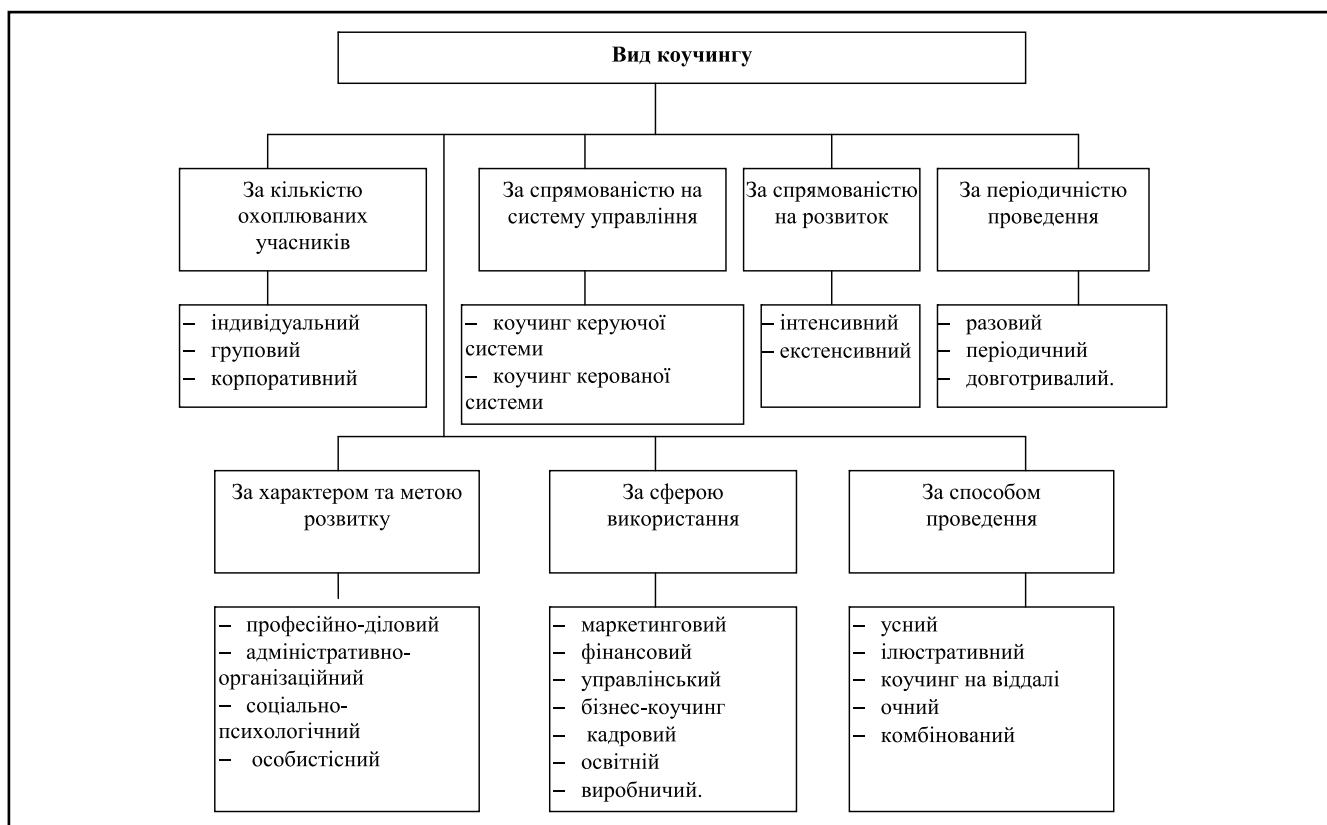 Вид коучингу
За кількістю
охоплюваних
учасників
За спрямованістю на
систему управління
За спрямованістю
на розвиток
За періодичністю
проведення
– індивідуальний
– груповий
– корпоративний
– коучинг керуючої
системи
– коучинг керованої
системи
– інтенсивний
– екстенсивний
– разовий
– періодичний
– довготривалий.
За характером та метою
розвитку
За сферою
використання
За способом
проведення
– професійно-діловий
– адміністративно-
організаційний
– соціально-
психологічний
– особистісний
– маркетинговий
– фінансовий
– управлінський
– бізнес-коучинг
– кадровий
– освітній
– виробничий.
– усний
– ілюстративний
– коучинг на віддалі
– очний
– комбінований